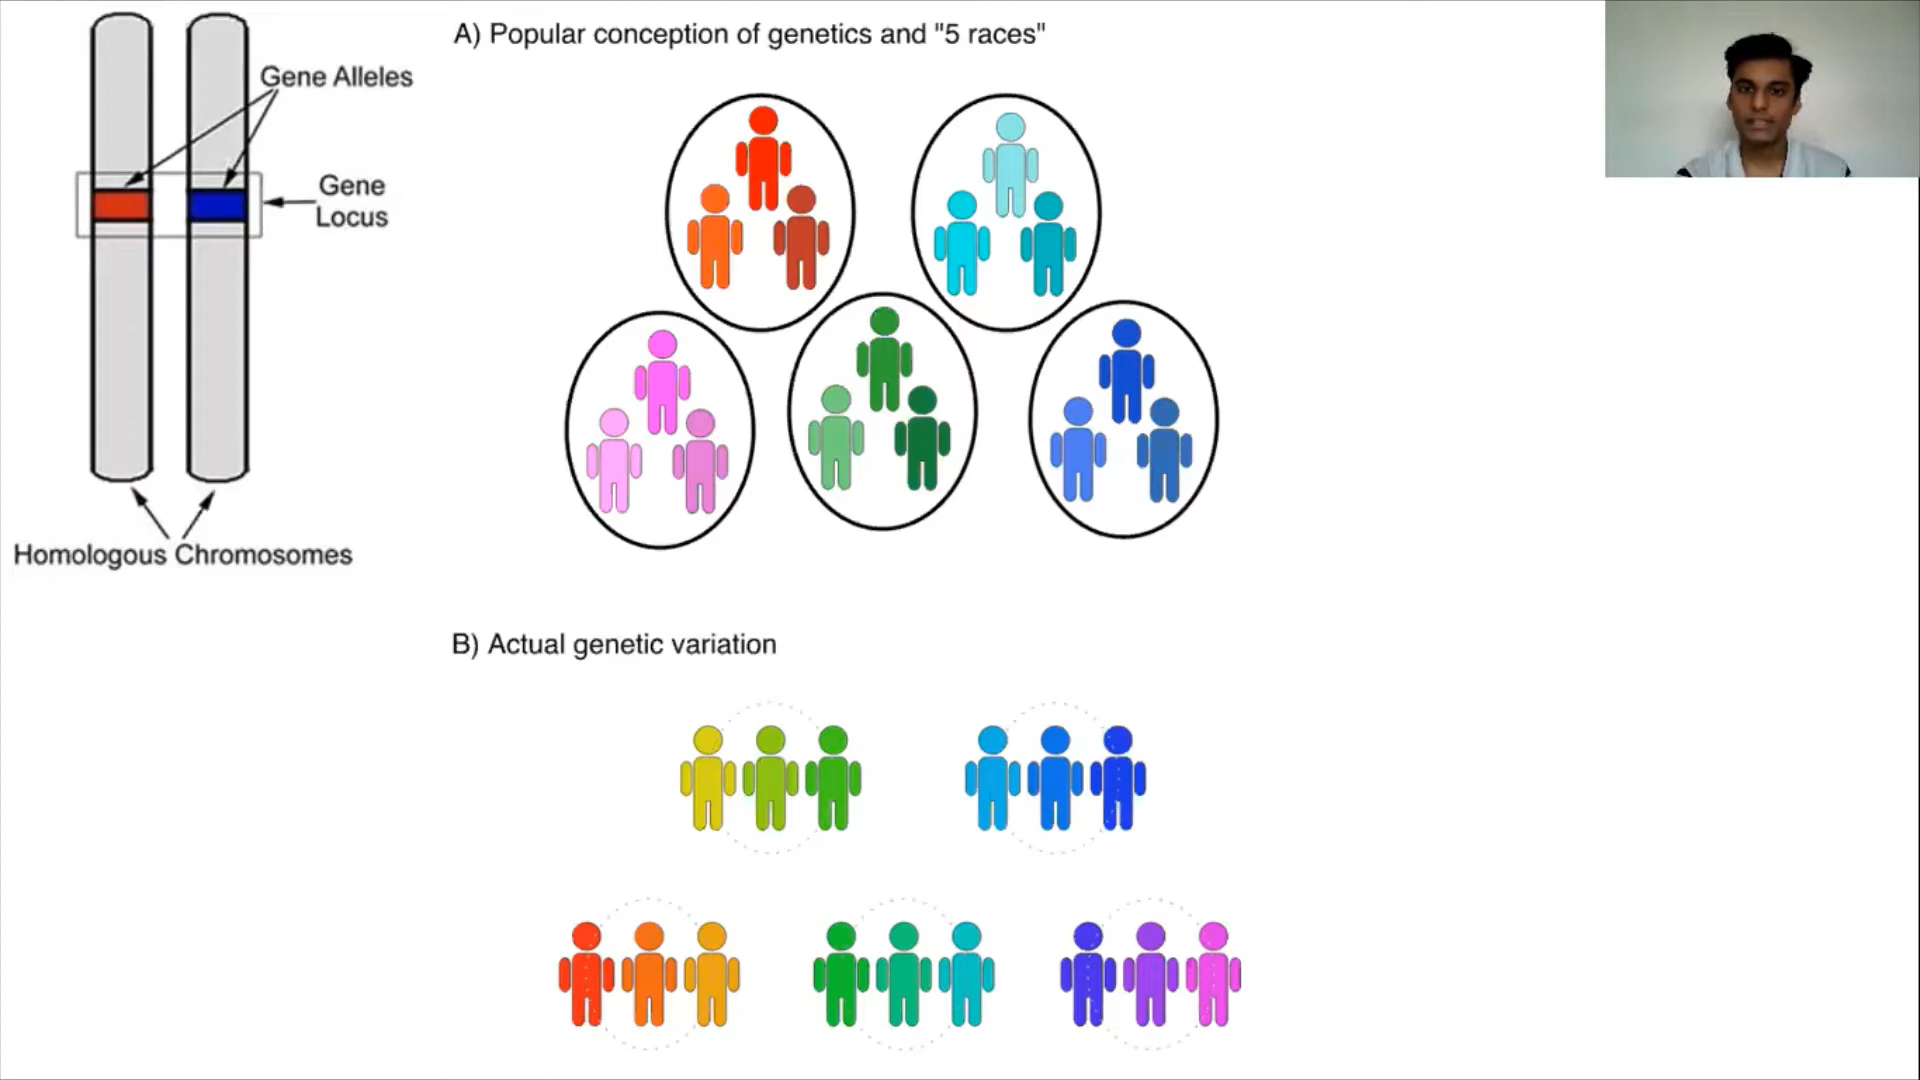 Gene Alleles
Gene
Locus
Homologous Chromosomes
A) Popular conception of genetics and "5 races"
B) Actual genetic variation